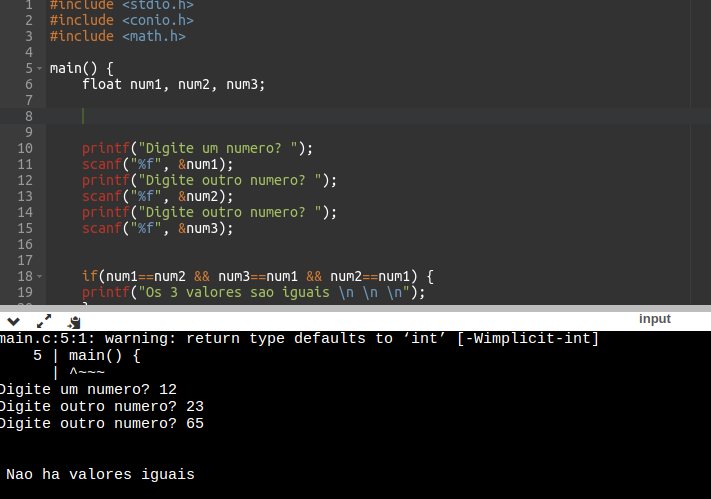 1 #include <stdio.h>
2 #include <conio.h>
3 #include <math.h>
4
5 main() {
6 float num1, num2, num3;
7
8
9
10 printf("Digite um numero? ");
11 scanf("%f", &num1);
12 printf("Digite outro numero? ");
13 scanf("%f", &num2);
14 printf("Digite outro numero? ");
15 scanf("%f", &num3);
16
17
18 if(num1==num2 && num3==num1 && num2==num1) {
19 printf("Os 3 valores sao iguais \n \n \n");
input
main.c:5:1: warning: return type defaults to ‘int’ [-Wimplicit-int]
5 | main() {
| ^~~~
Digite um numero? 12
Digite outro numero? 23
Digite outro numero? 65
Nao ha valores iguais